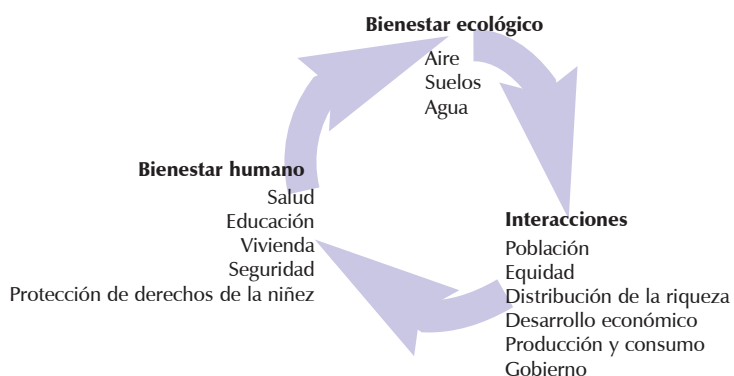 Bienestar ecológico
Aire
Suelos
Agua
Bienestar humano
Salud
Educación
Vivienda
Seguridad
Protección de derechos de la niñez
Interacciones
Población
Equidad
Distribución de la riqueza
Desarrollo económico
Producción y consumo
Gobierno